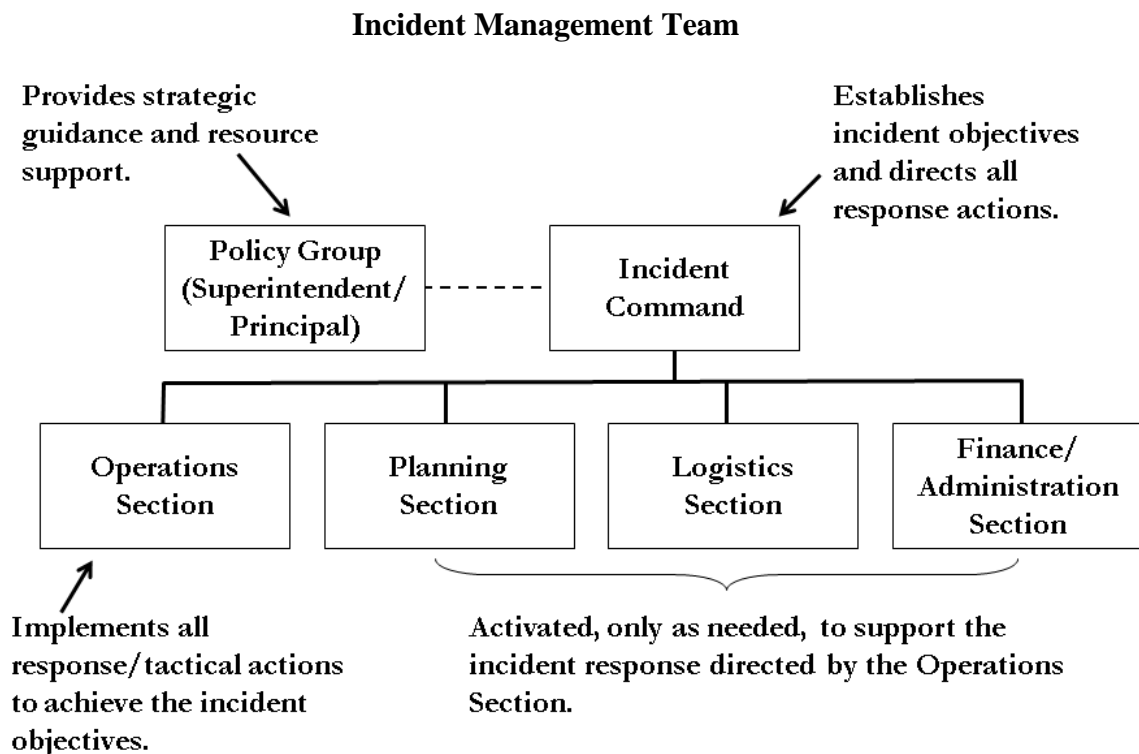 Incident Management Team
Provides strategic
guidance and resource
support.
Establishes
incident objectives
and directs all
response actions.
Policy Group
(Superintendent/
Principal)
Incident
Command
Operations
Section
Planning
Section
Logistics
Section
Finance/
Administration
Section
Implements all
response/tactical actions
to achieve the incident
objectives.
Activated, only as needed, to support the
incident response directed by the Operations
Section.